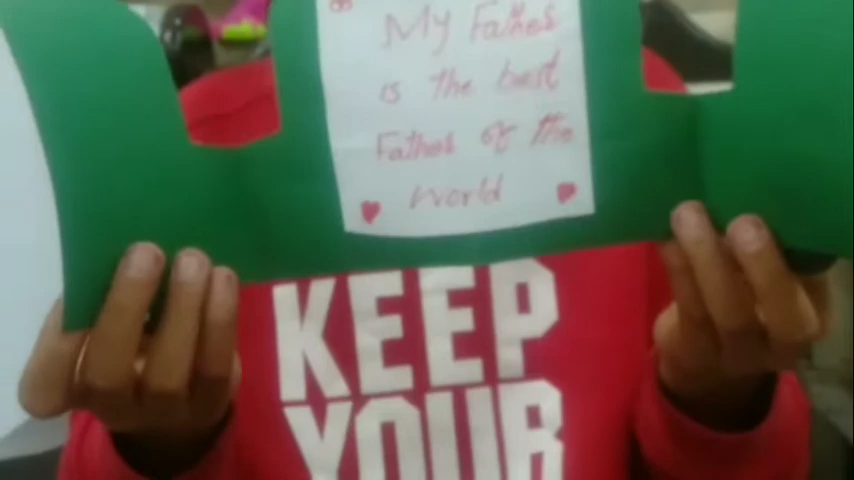 My Father
is the best
Father of the
world
KEEP
YOUR